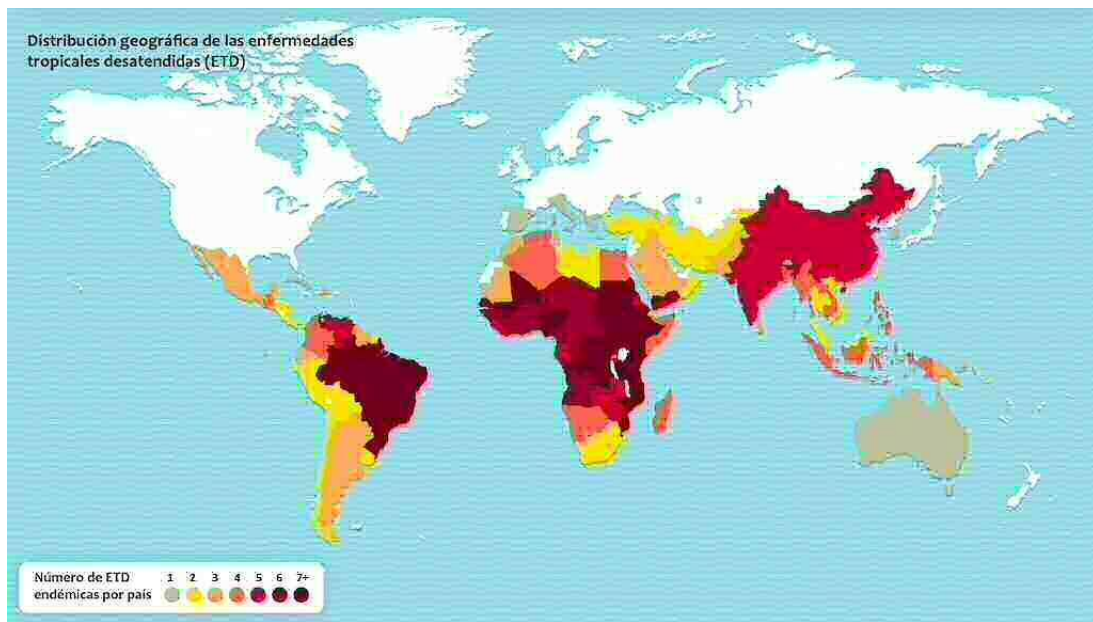 Distribución geográfica de las enfermedades
tropicales desatendidas (ETD)
Número de ETD 1 2 3 4 5 6 7+
endémicas por país